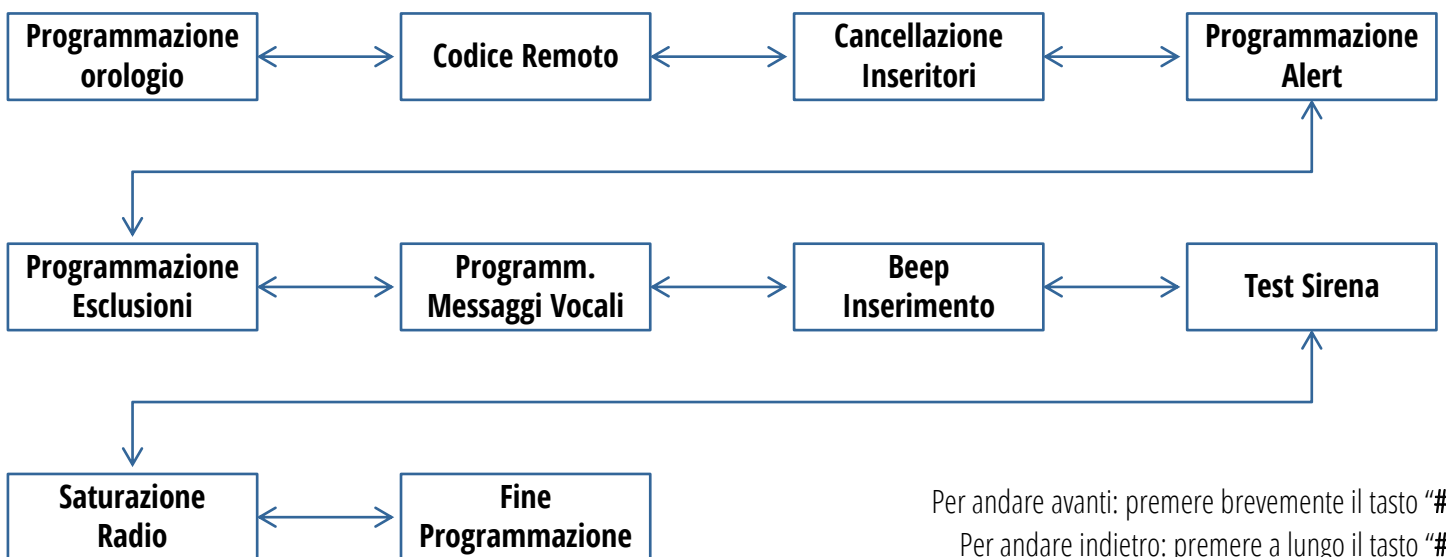 Programmazione
orologio
Codice Remoto
Cancellazione
Inseritori
Programmazione
Alert
Programmazione
Esclusioni
Programm.
Messaggi Vocali
Beep
Inserimento
Test Sirena
Saturazione
Radio
Fine
Programmazione
Per andare avanti: premere brevemente il tasto “#
Per andare indietro: premere a lungo il tasto “#